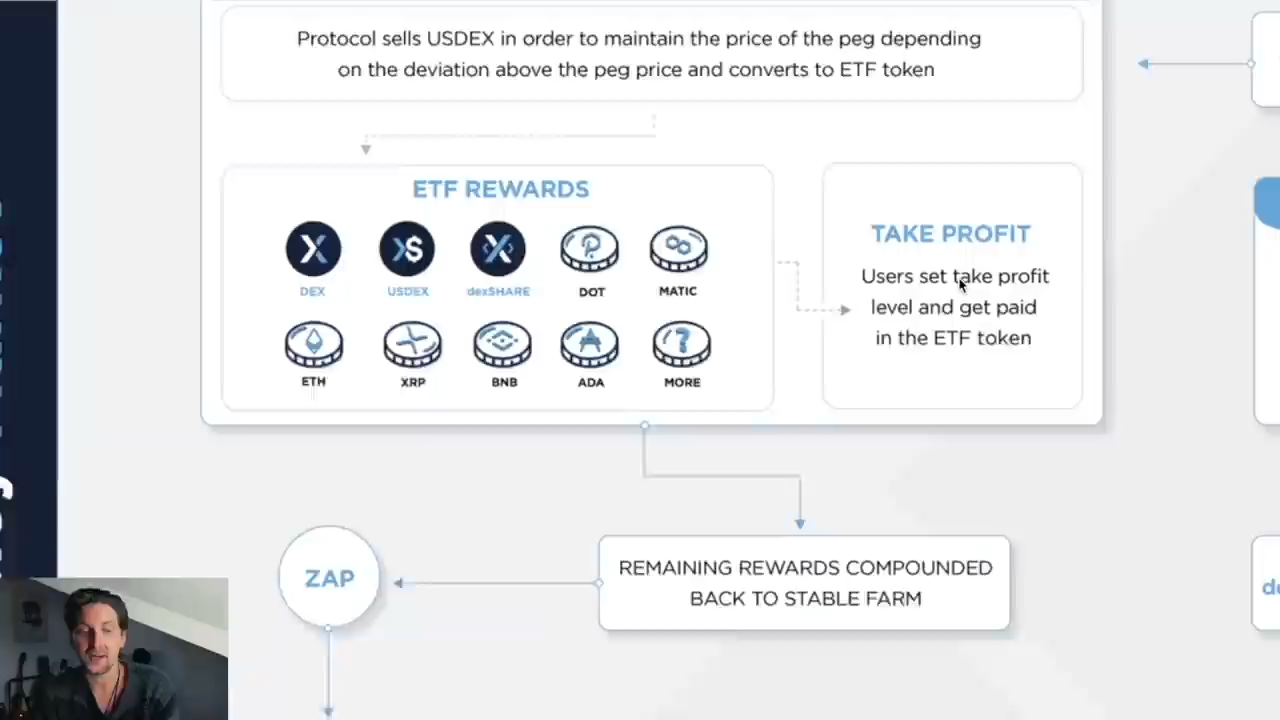 Protocol sells USDEX in order to maintain the price of the peg depending
on the deviation above the peg price and converts to ETF token
ETF REWARDS
DEX
USDEX
dexSHARE
DOT
MATIC
ETH
XRP
BNB
ADA
MORE
TAKE PROFIT
Users set take profit
level and get paid
in the ETF token
REMAINING REWARDS COMPOUNDED
BACK TO STABLE FARM
ZAP